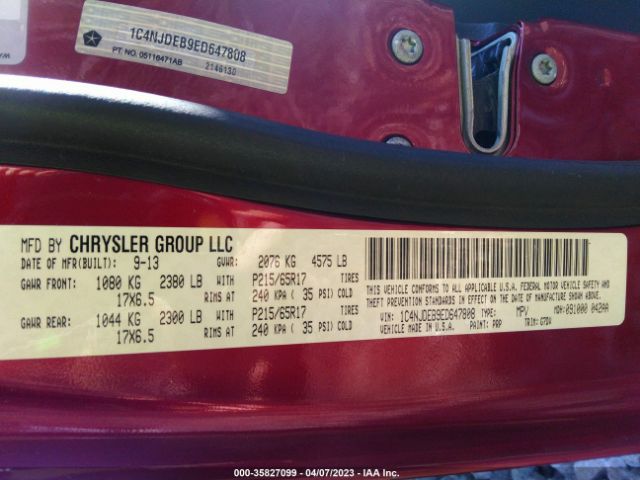 1C4NJDEB9ED647808
PT. NO. 05116471AB 2146130
MFD BY CHRYSLER GROUP LLC
DATE OF MFR(BUILT): 9-13 GVWR: 2076 KG 4575 LB
GAWR FRONT: 1080 KG 2380 LB WITH P215/65R17 TIRES
17X6.5 RIMS AT 240 KPA ( 35 PSI) COLD
GAWR REAR: 1044 KG 2300 LB WITH P215/65R17 TIRES
17X6.5 RIMS AT 240 KPA ( 35 PSI) COLD
THIS VEHICLE CONFORMS TO ALL APPLICABLE U.S.A. FEDERAL MOTOR VEHICLE SAFETY AND
THEFT PREVENTION STANDARDS IN EFFECT ON THE DATE OF MANUFACTURE SHOWN ABOVE.
VIN: 1C4NJDEB9ED647808 TYPE: MPV MDH:091000 042AA
VEHICLE MADE IN U.S.A. PAINT: PRP TRIM:
000-35827099 - 04/07/2023 - IAA Inc.